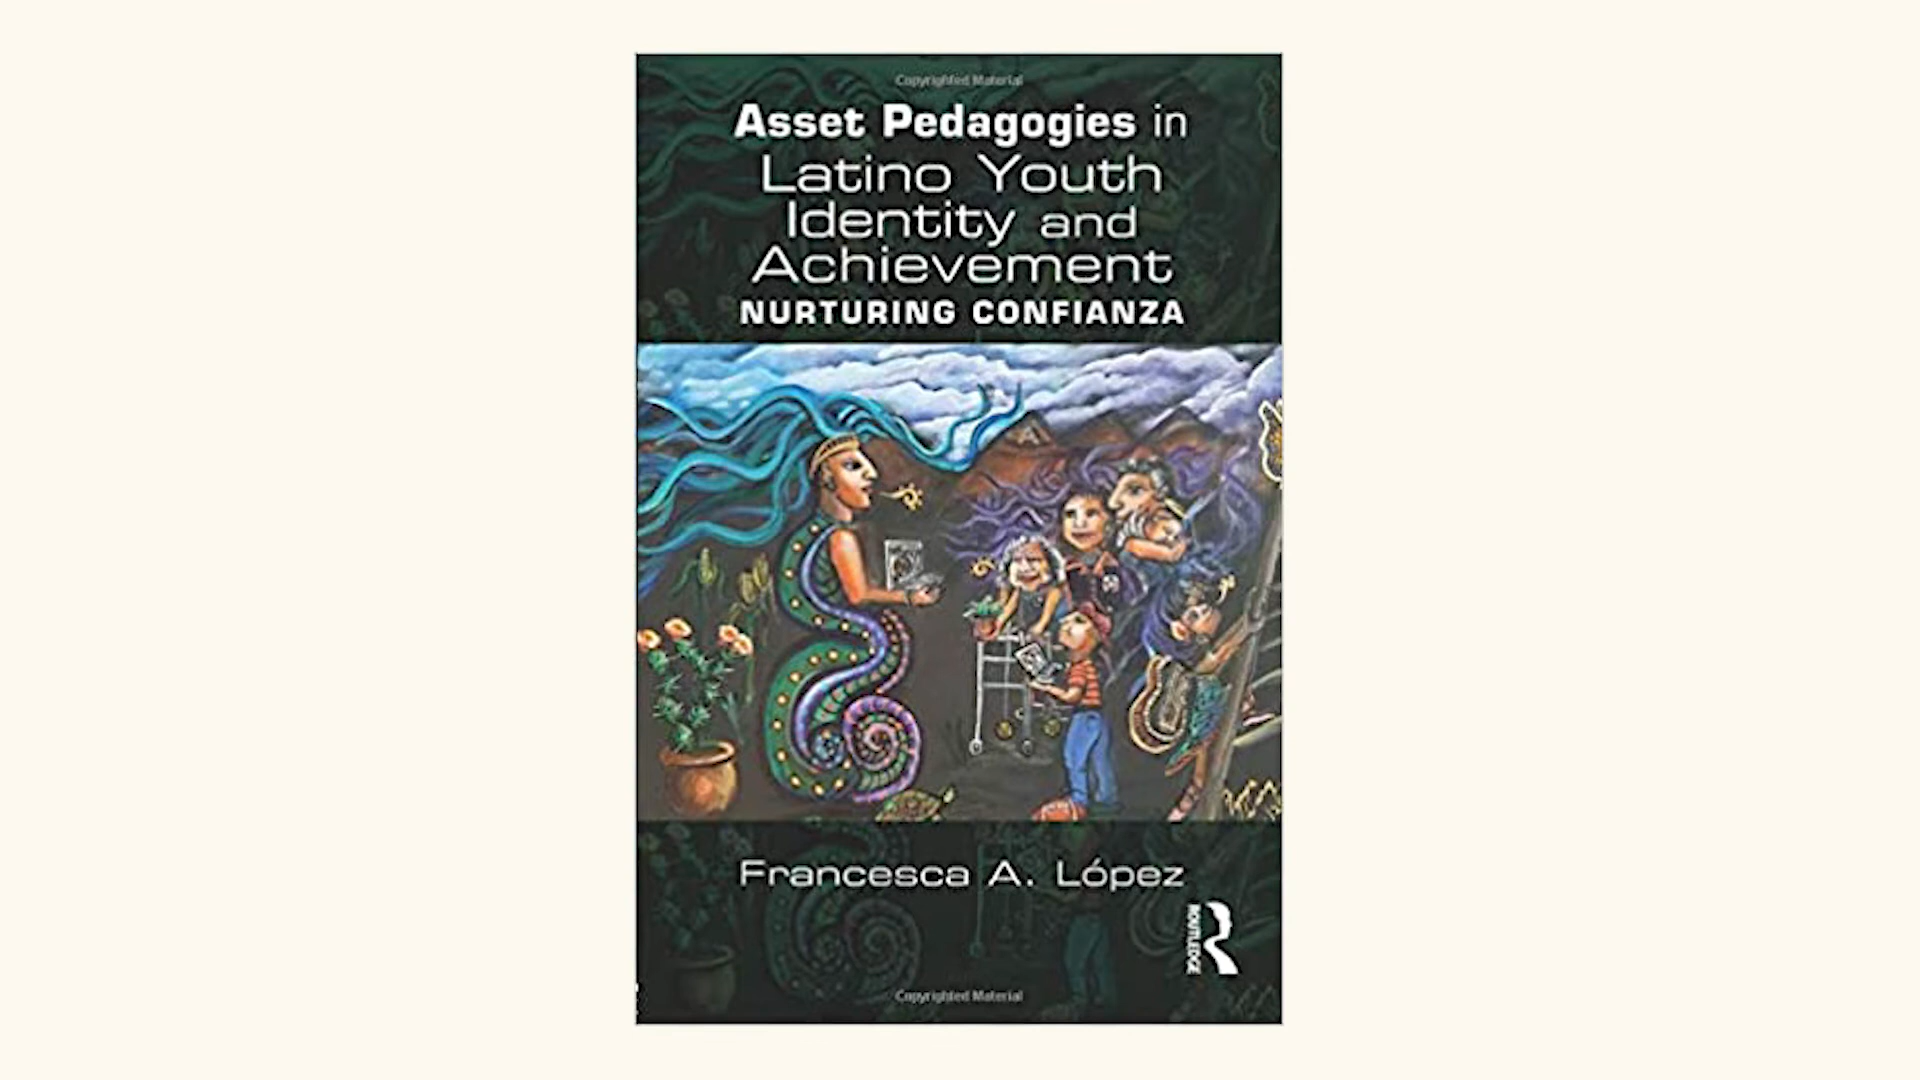 Copyrighted Material
Asset Pedagogies in
Latino Youth
Identity and
Achievement
NURTURING CONFIANZA
Francesca A. López
ROUTLEDGE
Copyrighted Material